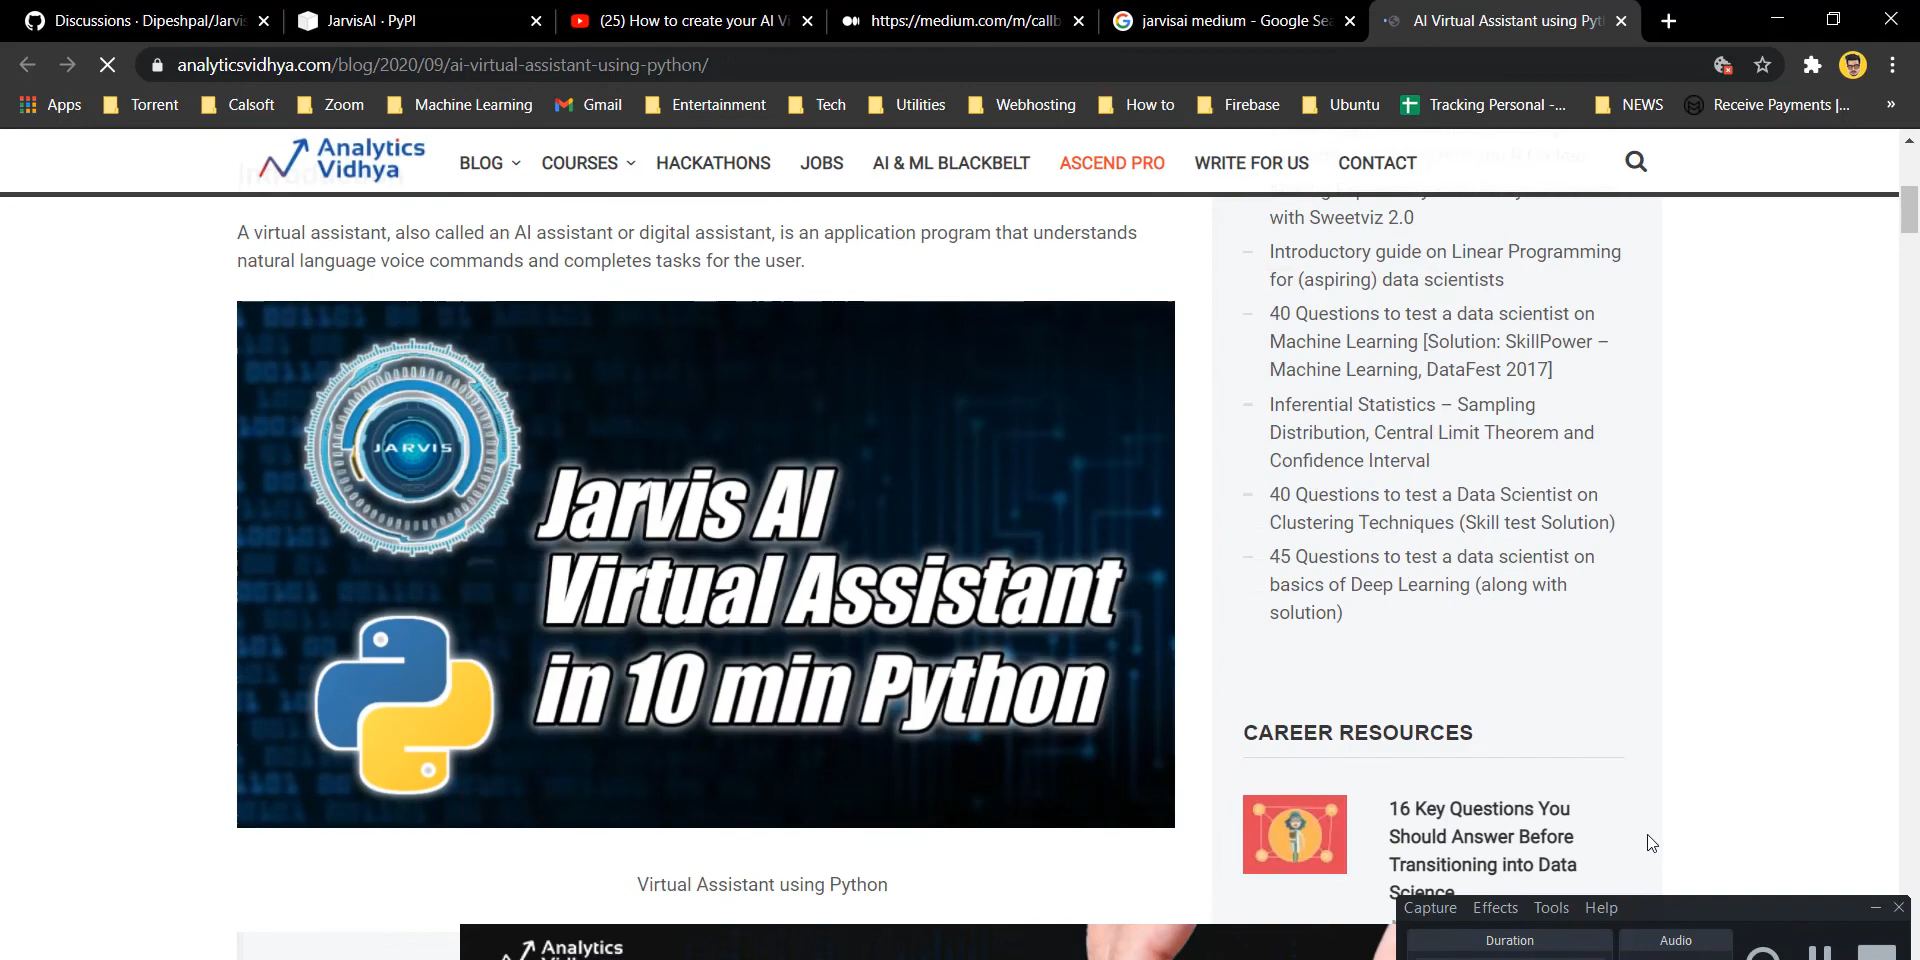 Discussions · Dipeshpal/Jarvis
JarvisAI · PyPI
(25) How to create your AI Vi
https://medium.com/m/callb
jarvisai medium - Google Sea
AI Virtual Assistant using Pyt
analyticsvidhya.com/blog/2020/09/ai-virtual-assistant-using-python/
Apps
Torrent
Calsoft
Zoom
Machine Learning
Gmail
Entertainment
Tech
Utilities
Webhosting
How to
Firebase
Ubuntu
Tracking Personal -...
NEWS
Receive Payments |...
»
Analytics
Vidhya
BLOG
COURSES
HACKATHONS
JOBS
AI & ML BLACKBELT
ASCEND PRO
WRITE FOR US
CONTACT
A virtual assistant, also called an AI assistant or digital assistant, is an application program that understands
natural language voice commands and completes tasks for the user.
JARVIS
Jarvis AI
Virtual Assistant
in 10 min Python
Virtual Assistant using Python
Analytics
with Sweetviz 2.0
Introductory guide on Linear Programming
for (aspiring) data scientists
40 Questions to test a data scientist on
Machine Learning [Solution: SkillPower –
Machine Learning, DataFest 2017]
Inferential Statistics – Sampling
Distribution, Central Limit Theorem and
Confidence Interval
40 Questions to test a Data Scientist on
Clustering Techniques (Skill test Solution)
45 Questions to test a data scientist on
basics of Deep Learning (along with
solution)
CAREER RESOURCES
16 Key Questions You
Should Answer Before
Transitioning into Data
Science
Capture
Effects
Tools
Help
Duration
Audio